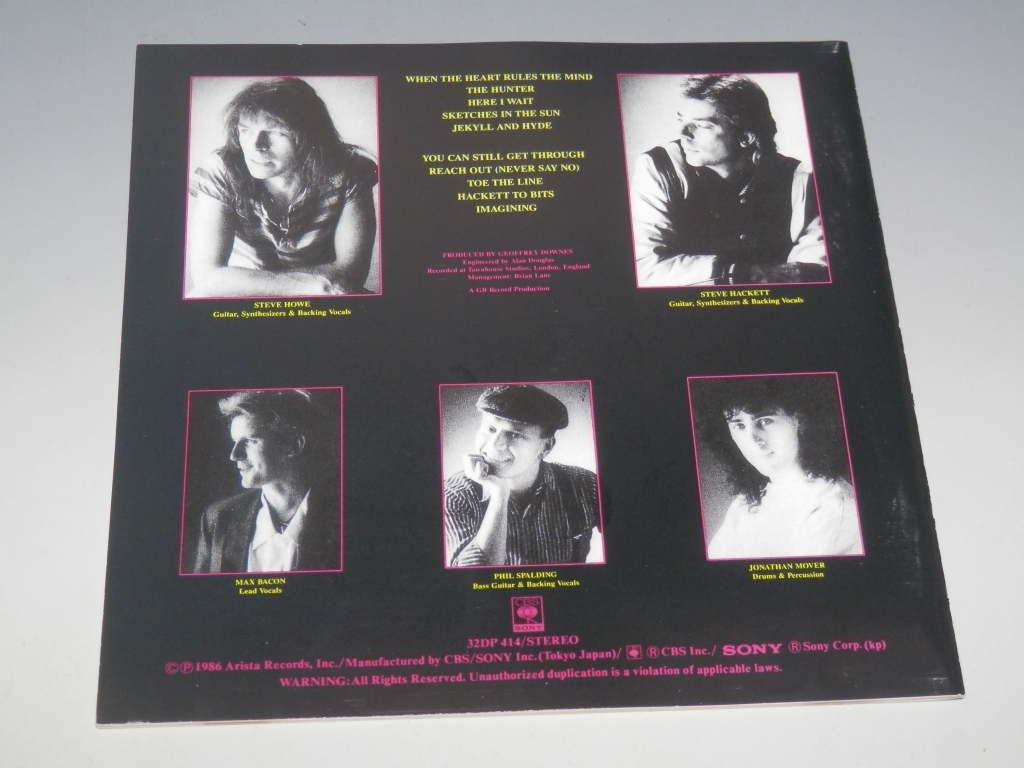 WHEN THE HEART RULES THE MIND
THE HUNTER
HERE I WAIT
SKETCHES IN THE SUN
JEKYLL AND HYDE
YOU CAN STILL GET THROUGH
REACH OUT (NEVER SAY NO)
TOE THE LINE
HACKETT TO BITS
IMAGINING
PRODUCED BY GEOFFREY DOWNES
Engineered by Alan Douglas
Recorded at Townhouse Studios, London, England
Management: Brian Lane
A GB Record Production
STEVE HOWE
Guitar, Synthesizers & Backing Vocals
STEVE HACKETT
Guitar, Synthesizers & Backing Vocals
MAX BACON
Lead Vocals
PHIL SPALDING
Bass Guitar & Backing Vocals
JONATHAN MOVER
Drums & Percussion
CBS
SONY
32DP 414/STEREO
©Ⓟ1986 Arista Records, Inc./Manufactured by CBS/SONY Inc.(Tokyo Japan)/ ®CBS Inc./ SONY ®Sony Corp.(kp)
WARNING: All Rights Reserved. Unauthorized duplication is a violation of applicable laws.